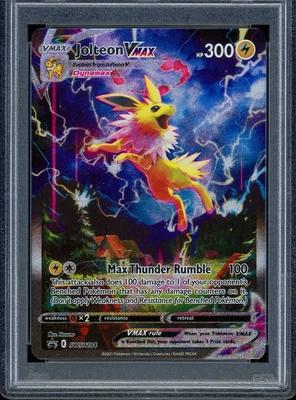 VMAX Jolteon VMAX HP 300
Evolves from Jolteon V
Dynamax
Max Thunder Rumble 100
This attack also does 100 damage to 1 of your opponent's
Benched Pokémon that has any damage counters on it.
(Don't apply Weakness and Resistance for Benched Pokémon.)
weakness ×2 resistance retreat
VMAX rule When your Pokémon VMAX
is Knocked Out, your opponent takes 3 Prize cards.
SWSH184
©2021 Pokémon / Nintendo / Creatures / GAME FREAK